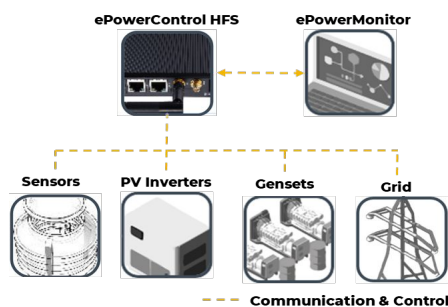 ePowerControl HFS
ePowerMonitor
Sensors
PV Inverters
Gensets
Grid
Communication & Control